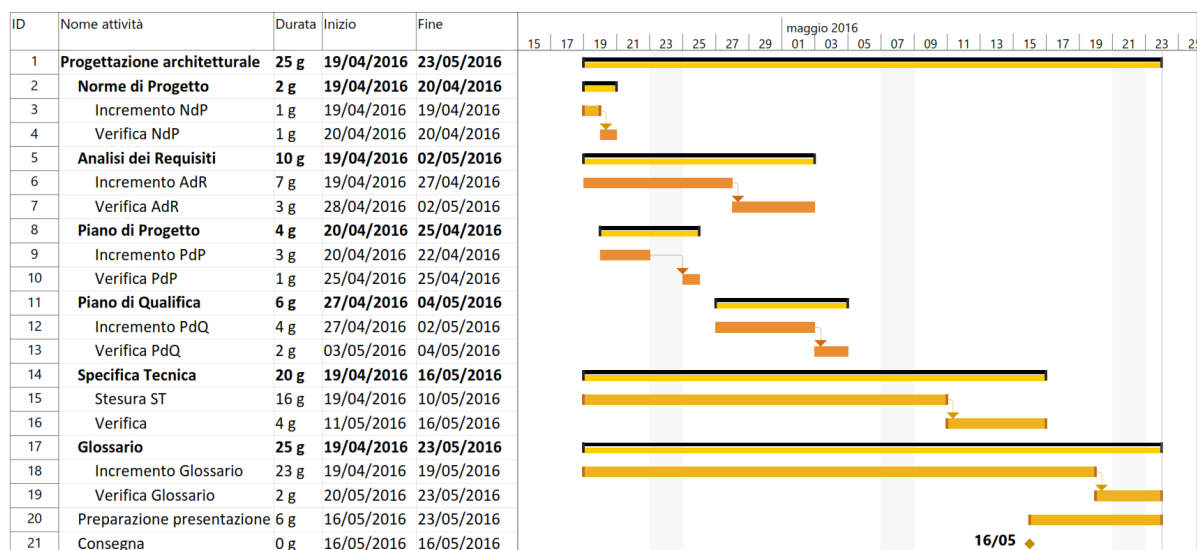 ID Nome attività Durata Inizio Fine maggio 2016
15 17 19 21 23 25 27 29 01 03 05 07 09 11 13 15 17 19 21 23 25
1 Progettazione architetturale 25 g 19/04/2016 23/05/2016
2 Norme di Progetto 2 g 19/04/2016 20/04/2016
3 Incremento NdP 1 g 19/04/2016 19/04/2016
4 Verifica NdP 1 g 20/04/2016 20/04/2016
5 Analisi dei Requisiti 10 g 19/04/2016 02/05/2016
6 Incremento AdR 7 g 19/04/2016 27/04/2016
7 Verifica AdR 3 g 28/04/2016 02/05/2016
8 Piano di Progetto 4 g 20/04/2016 25/04/2016
9 Incremento PdP 3 g 20/04/2016 22/04/2016
10 Verifica PdP 1 g 25/04/2016 25/04/2016
11 Piano di Qualifica 6 g 27/04/2016 04/05/2016
12 Incremento PdQ 4 g 27/04/2016 02/05/2016
13 Verifica PdQ 2 g 03/05/2016 04/05/2016
14 Specifica Tecnica 20 g 19/04/2016 16/05/2016
15 Stesura ST 16 g 19/04/2016 10/05/2016
16 Verifica 4 g 11/05/2016 16/05/2016
17 Glossario 25 g 19/04/2016 23/05/2016
18 Incremento Glossario 23 g 19/04/2016 19/05/2016
19 Verifica Glossario 2 g 20/05/2016 23/05/2016
20 Preparazione presentazione 6 g 16/05/2016 23/05/2016
21 Consegna 0 g 16/05/2016 16/05/2016 16/05